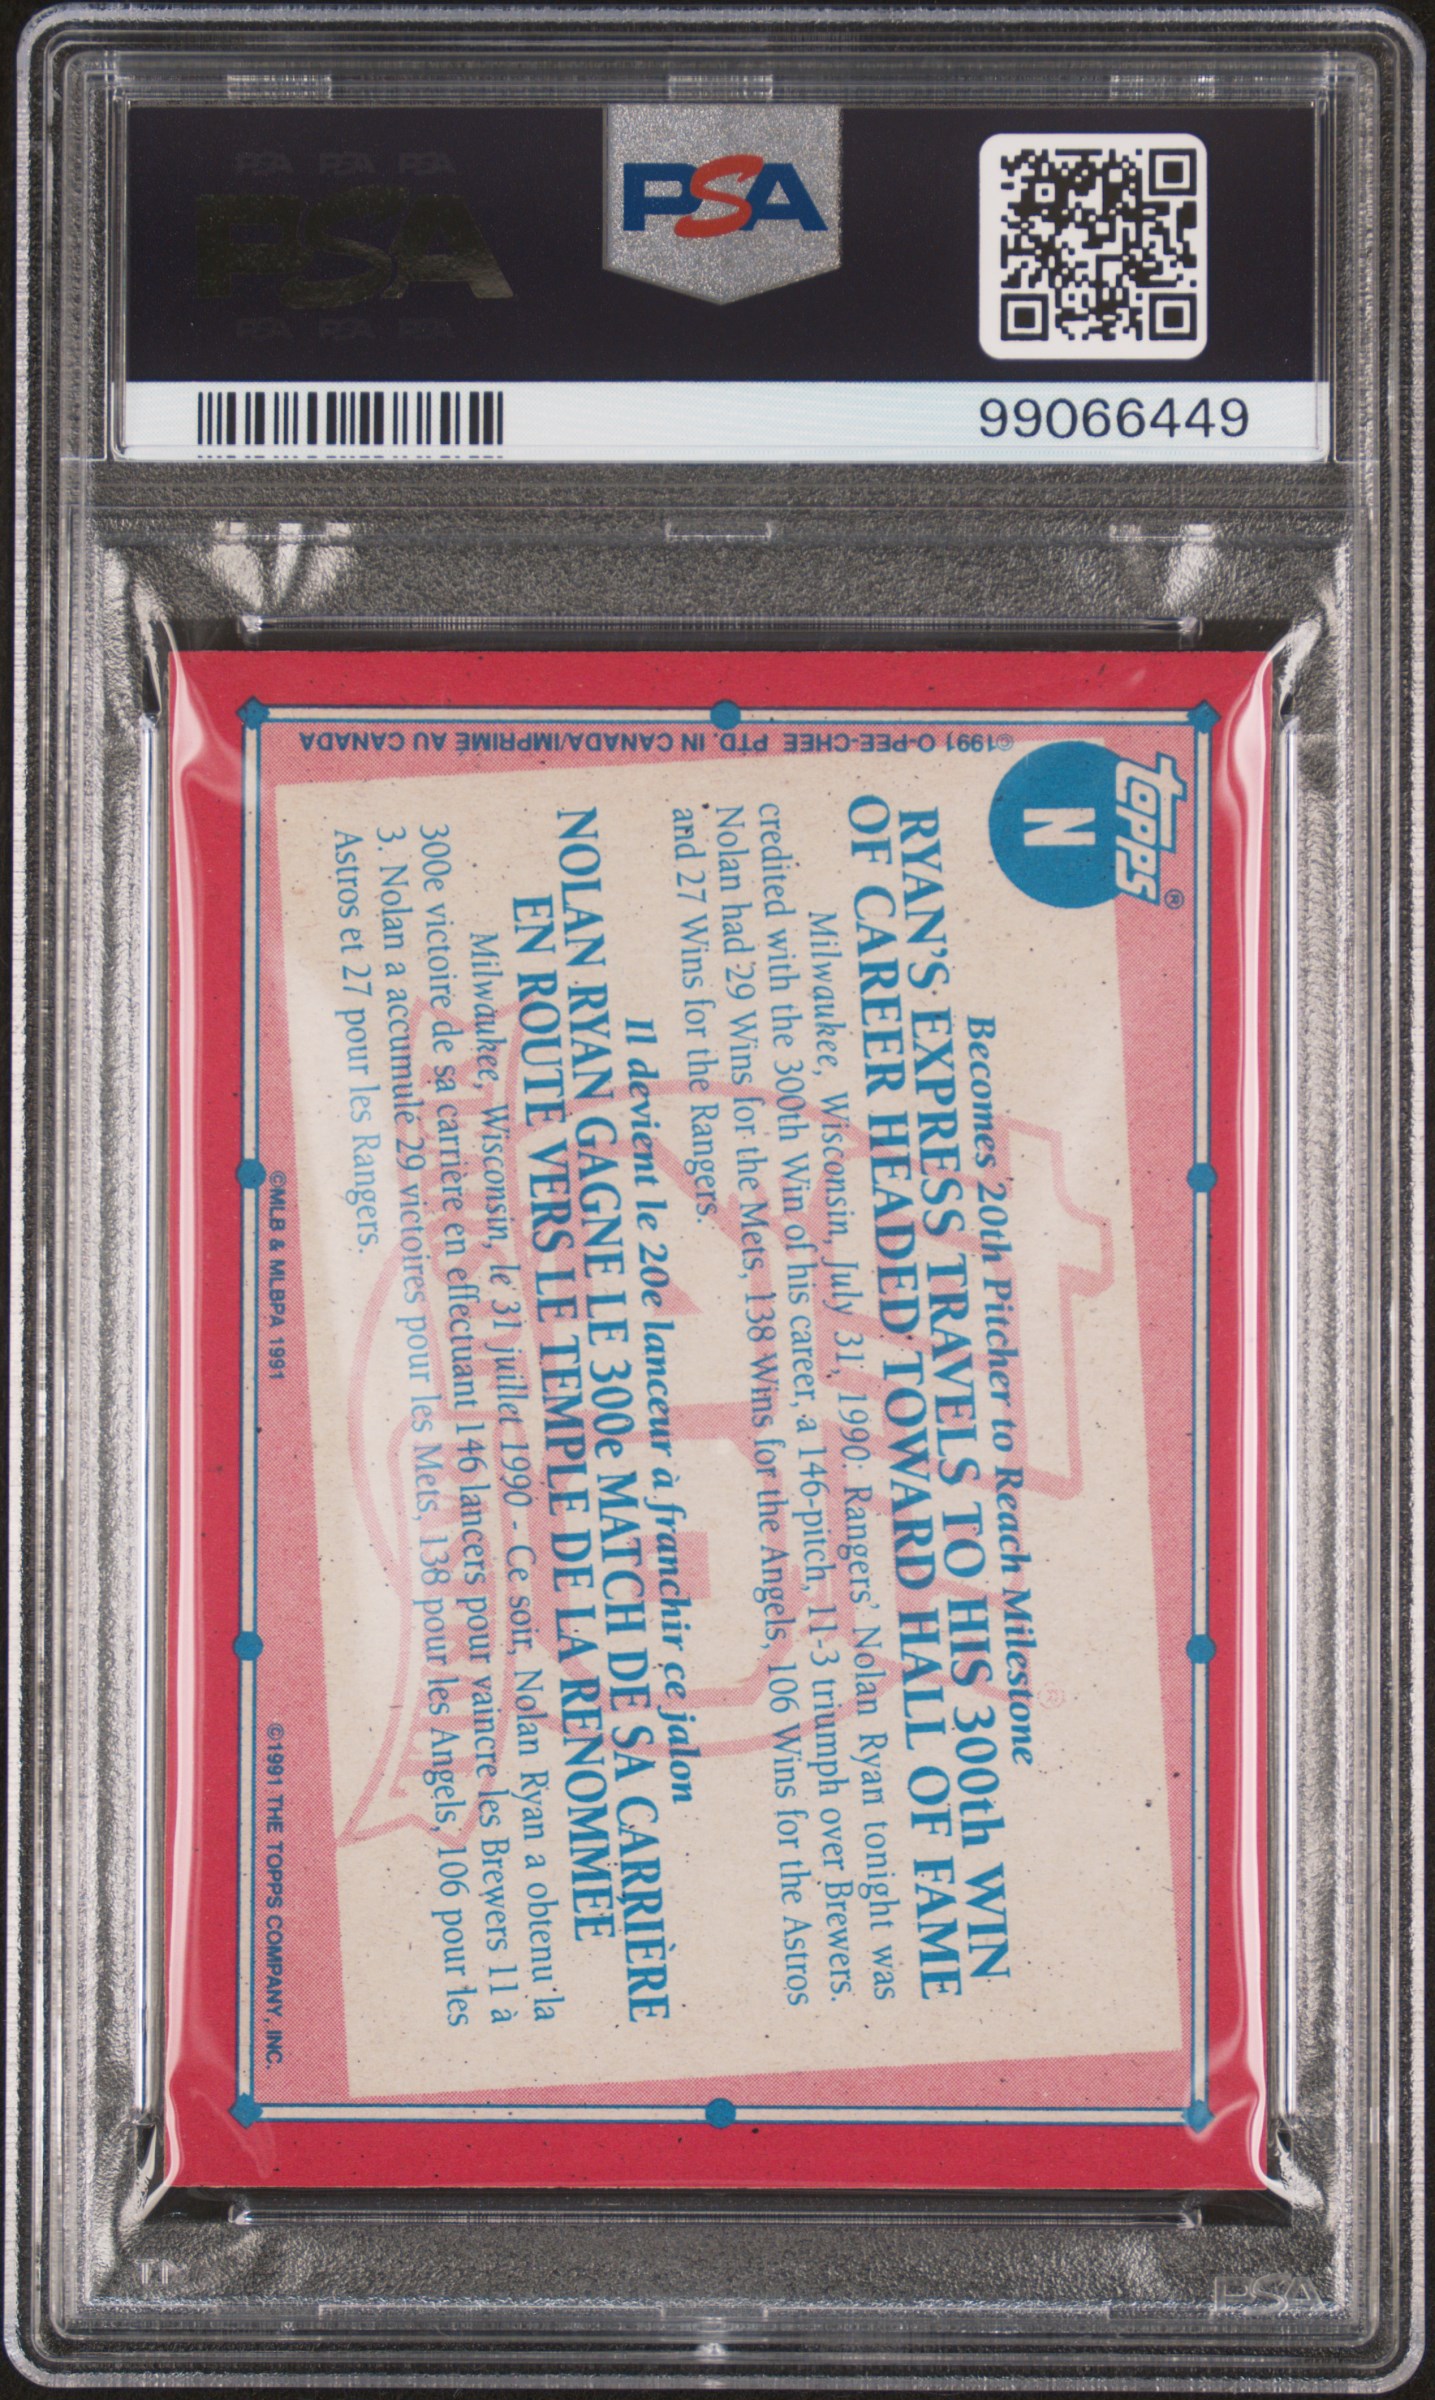 PSA PSA PSA
PSA
PSA PSA PSA
PSA
99066449
©1991 O-PEE-CHEE PTD. IN CANADA/IMPRIMÉ AU CANADA
topps®
N
Becomes 20th Pitcher to Reach Milestone
RYAN'S EXPRESS TRAVELS TO HIS 300th WIN
OF CAREER HEADED TOWARD HALL OF FAME
Milwaukee, Wisconsin, July 31, 1990: Rangers' Nolan Ryan tonight was
credited with the 300th Win of his career, a 146-pitch, 11-3 triumph over Brewers.
Nolan had 29 Wins for the Mets, 138 Wins for the Angels, 106 Wins for the Astros
and 27 Wins for the Rangers.
Il devient le 20e lanceur à franchir ce jalon
NOLAN RYAN GAGNE LE 300e MATCH DE SA CARRIÈRE
EN ROUTE VERS LE TEMPLE DE LA RENOMMÉE
Milwaukee, Wisconsin, le 31 juillet 1990 - Ce soir, Nolan Ryan a obtenu la
300e victoire de sa carrière en effectuant 146 lancers pour vaincre les Brewers 11 à
3. Nolan a accumulé 29 victoires pour les Mets, 138 pour les Angels, 106 pour les
Astros et 27 pour les Rangers.
©MLB & MLBPA 1991
©1991 THE TOPPS COMPANY, INC.
PSA